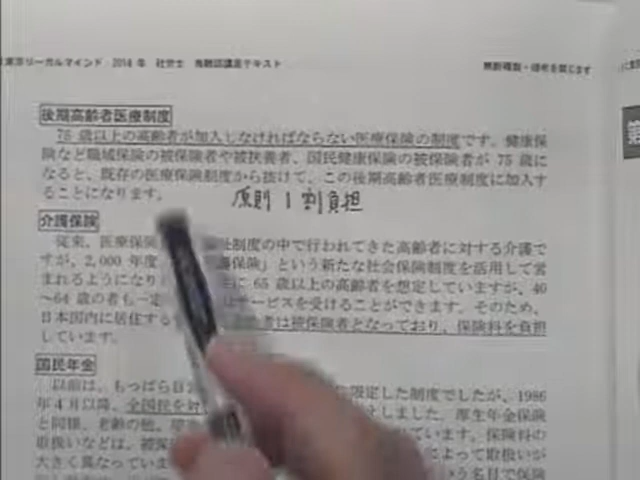 東京リーガルマインド 2018 年 社労士
無断複製・頒布を禁じます
後期高齢者医療制度
75 歳以上の高齢者が加入しなければならない医療保険の制度です。健康保
険など職域保険の被保険者や被扶養者、国民健康保険の被保険者が 75 歳に
なると、既存の医療保険制度から抜けて、この後期高齢者医療制度に加入す
ることになります。
原則 1割負担
介護保険
従来、医療保険 制度の中で行われてきた高齢者に対する介護で
すが、2,000 年度 保険」という新たな社会保険制度を活用して営
まれるようになり に 65 歳以上の高齢者を想定していますが、40
～64 歳の者も一定 サービスを受けることができます。そのため、
日本国内に居住する 者は被保険者となっており、保険料を負担
しています。
国民年金
以前は、もっぱら自営 限定した制度でしたが、1986
年4月以降、全国民を対 しました。厚生年金保険
と同様、老齢の他、 ています。保険料の
取扱いなどは、被保 によって取扱いが
大きく異なっていま いう名目で保険